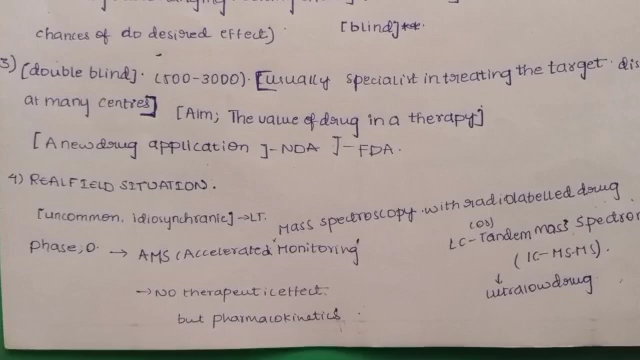 chances of do desired effect) [blind]**.
3) [double blind]. (500-3000). [usually specialist in treating the target dis
at many centres] [Aim; The value of drug in a therapy]
[A new drug application ]-NDA ]-FDA.
4) REALFIELD SITUATION.
[uncommon, idiosynchranic]→LT.
Mass spectroscopy with radiolabelled drug
(or)
Phase, O. → AMS (Accelerated Monitoring
LC-Tandem mass spectro
(LC-MS-MS).
↓
ultralow drug
→ No therapeutic effect.
but pharmacokinetics.